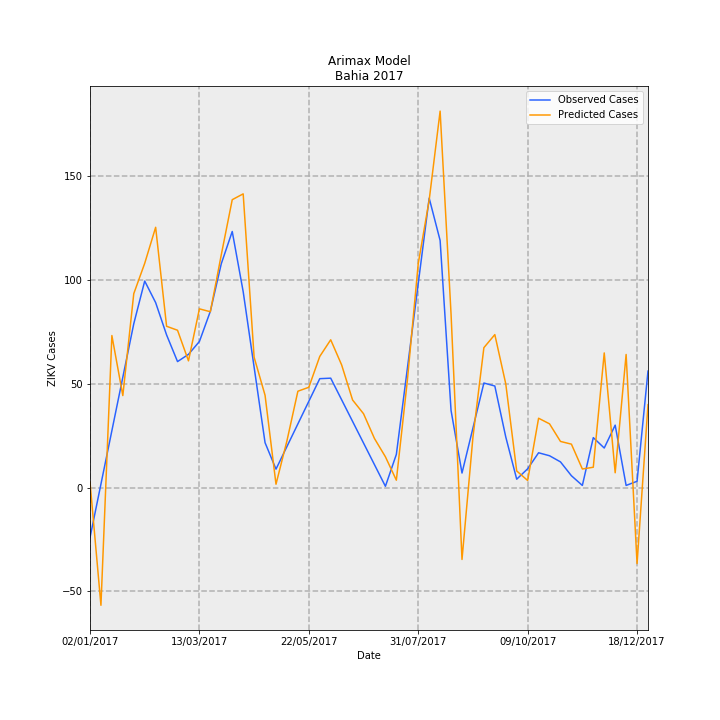 Arimax Model
Bahia 2017
Observed Cases
Predicted Cases
150
100
50
0
−50
ZIKV Cases
02/01/2017
13/03/2017
22/05/2017
31/07/2017
09/10/2017
18/12/2017
Date